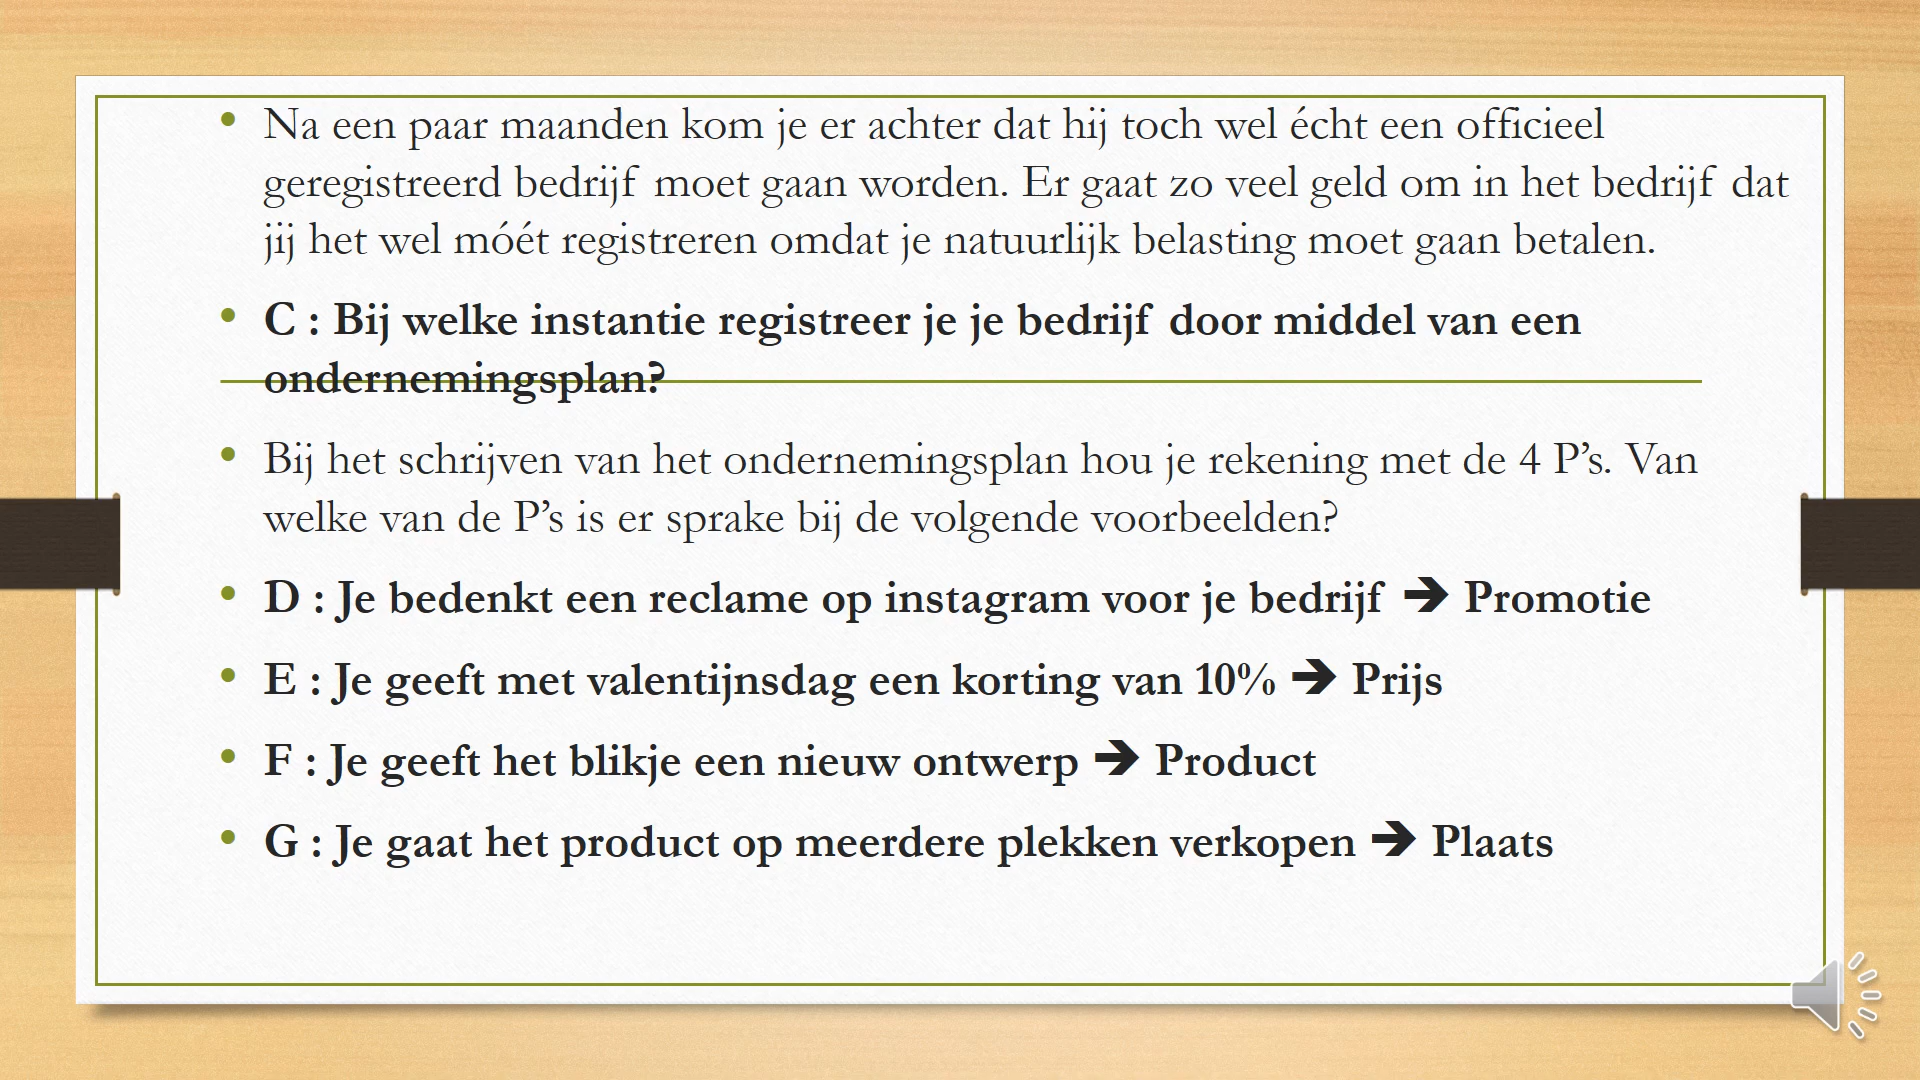 • Na een paar maanden kom je er achter dat hij toch wel écht een officieel
geregistreerd bedrijf moet gaan worden. Er gaat zo veel geld om in het bedrijf dat
jij het wel móét registreren omdat je natuurlijk belasting moet gaan betalen.
• C : Bij welke instantie registreer je je bedrijf door middel van een
ondernemingsplan?
• Bij het schrijven van het ondernemingsplan hou je rekening met de 4 P’s. Van
welke van de P’s is er sprake bij de volgende voorbeelden?
• D : Je bedenkt een reclame op instagram voor je bedrijf ➔ Promotie
• E : Je geeft met valentijnsdag een korting van 10% ➔ Prijs
• F : Je geeft het blikje een nieuw ontwerp ➔ Product
• G : Je gaat het product op meerdere plekken verkopen ➔ Plaats